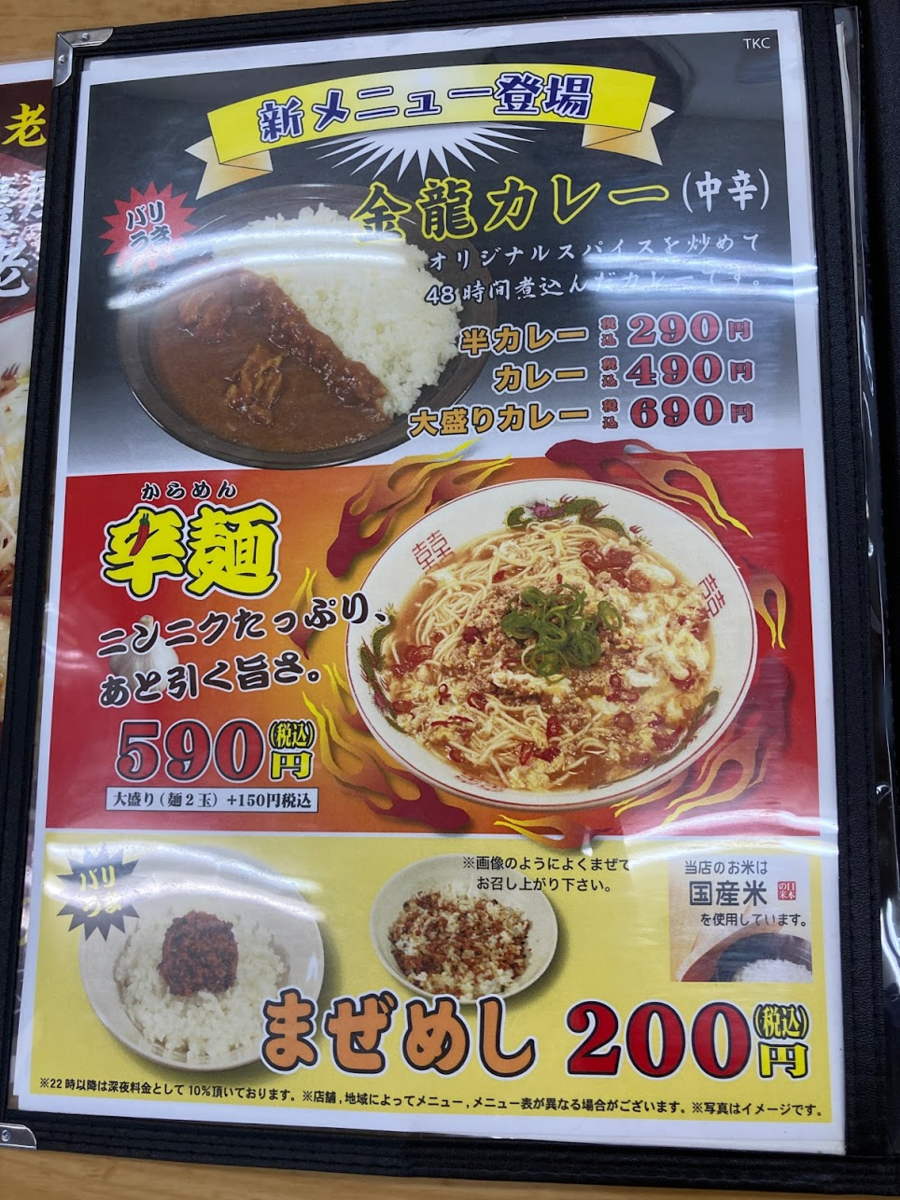 TKC
老
新メニュー登場
バリ
うま
金龍カレー(中辛)
オリジナルスパイスを炒めて
48時間煮込んだカレーです。
半カレー 税込290円
カレー 税込490円
大盛りカレー 税込690円
からめん
辛麺
ニンニクたっぷり、
あと引く旨さ。
590円(税込)
大盛り(麺2玉) +150円税込
囍
バリ
うま
※画像のようによくまぜて
お召し上がり下さい。
当店のお米は
国産米 日本の米
を使用しています。
まぜめし 200円(税込)
※22時以降は深夜料金として10%頂いております。※店舗,地域によってメニュー,メニュー表が異なる場合がございます。※写真はイメージです。